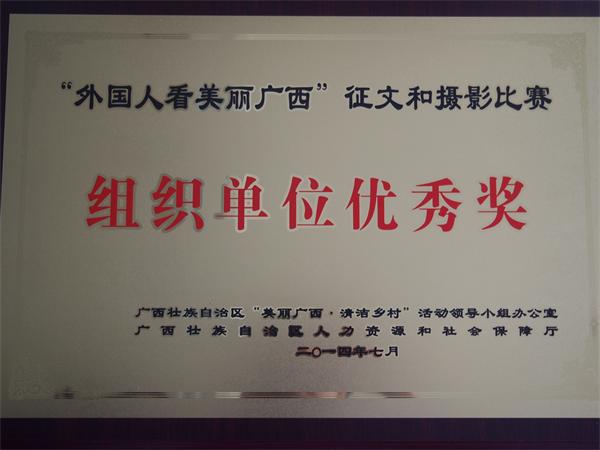 “外国人看美丽广西”征文和摄影比赛
组织单位优秀奖
广西壮族自治区“美丽广西·清洁乡村”活动领导小组办公室
广西壮族自治区人力资源和社会保障厅
二〇一四年七月